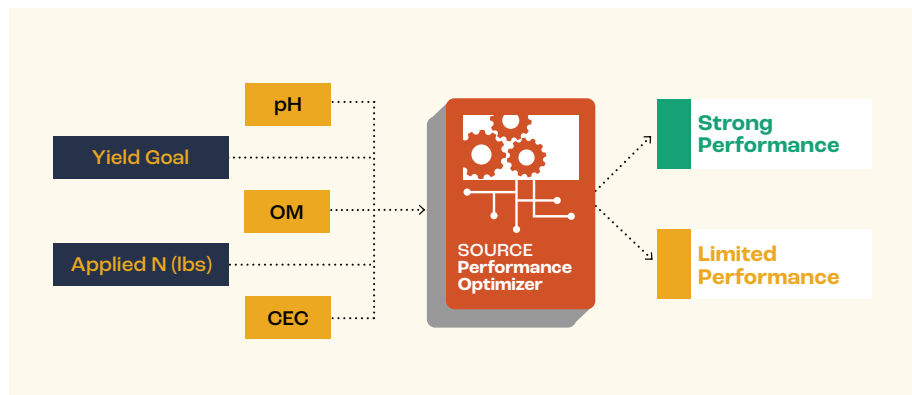 pH
Yield Goal
OM
Applied N (lbs)
CEC
SOURCE
Performance
Optimizer
Strong
Performance
Limited
Performance